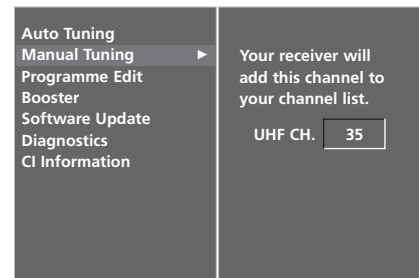 Auto Tuning
Manual Tuning
Programme Edit
Booster
Software Update
Diagnostics
CI Information
Your receiver will
add this channel to
your channel list.
UHF CH. 35